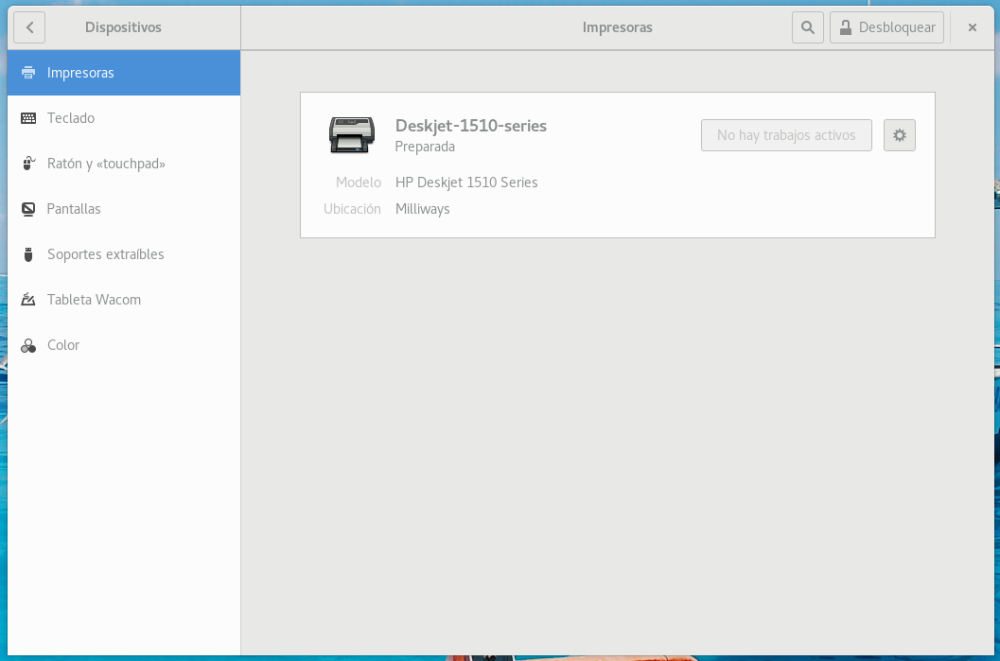 Dispositivos
Impresoras
Desbloquear
Impresoras
Teclado
Ratón y «touchpad»
Pantallas
Soportes extraíbles
Tableta Wacom
Color
Deskjet-1510-series
Preparada
No hay trabajos activos
Modelo HP Deskjet 1510 Series
Ubicación Milliways